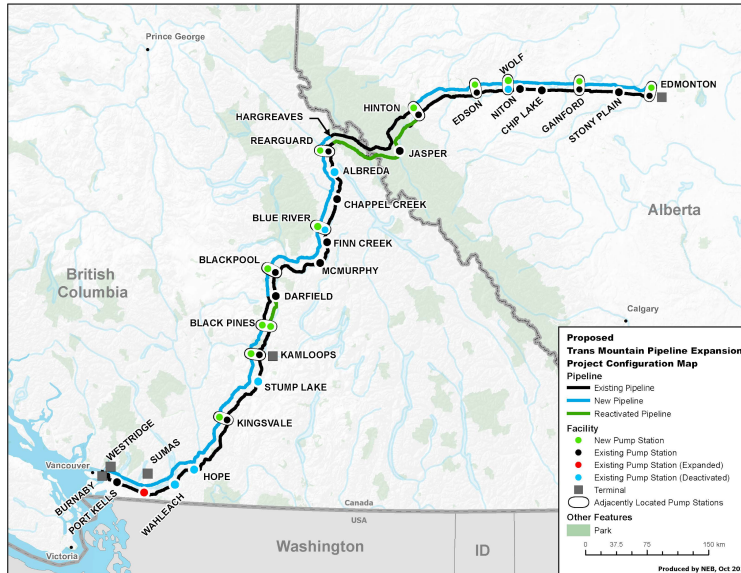 Prince George
WOLF
EDMONTON
HINTON
EDSON
NITON
CHIP LAKE
GAINFORD
STONY PLAIN
HARGREAVES
REARGUARD
JASPER
ALBREDA
CHAPPEL CREEK
Alberta
BLUE RIVER
FINN CREEK
BLACKPOOL
MCMURPHY
British
Columbia
DARFIELD
Calgary
BLACK PINES
KAMLOOPS
STUMP LAKE
KINGSVALE
WESTRIDGE
SUMAS
Vancouver
HOPE
BURNABY
PORT KELLS
WAHLEACH
Canada
USA
Victoria
Washington
ID
Proposed
Trans Mountain Pipeline Expansion
Project Configuration Map
Pipeline
Existing Pipeline
New Pipeline
Reactivated Pipeline
Facility
New Pump Station
Existing Pump Station
Existing Pump Station (Expanded)
Existing Pump Station (Deactivated)
Terminal
Adjacently Located Pump Stations
Other Features
Park
0 37.5 75 150 km
Produced by NEB, Oct 20